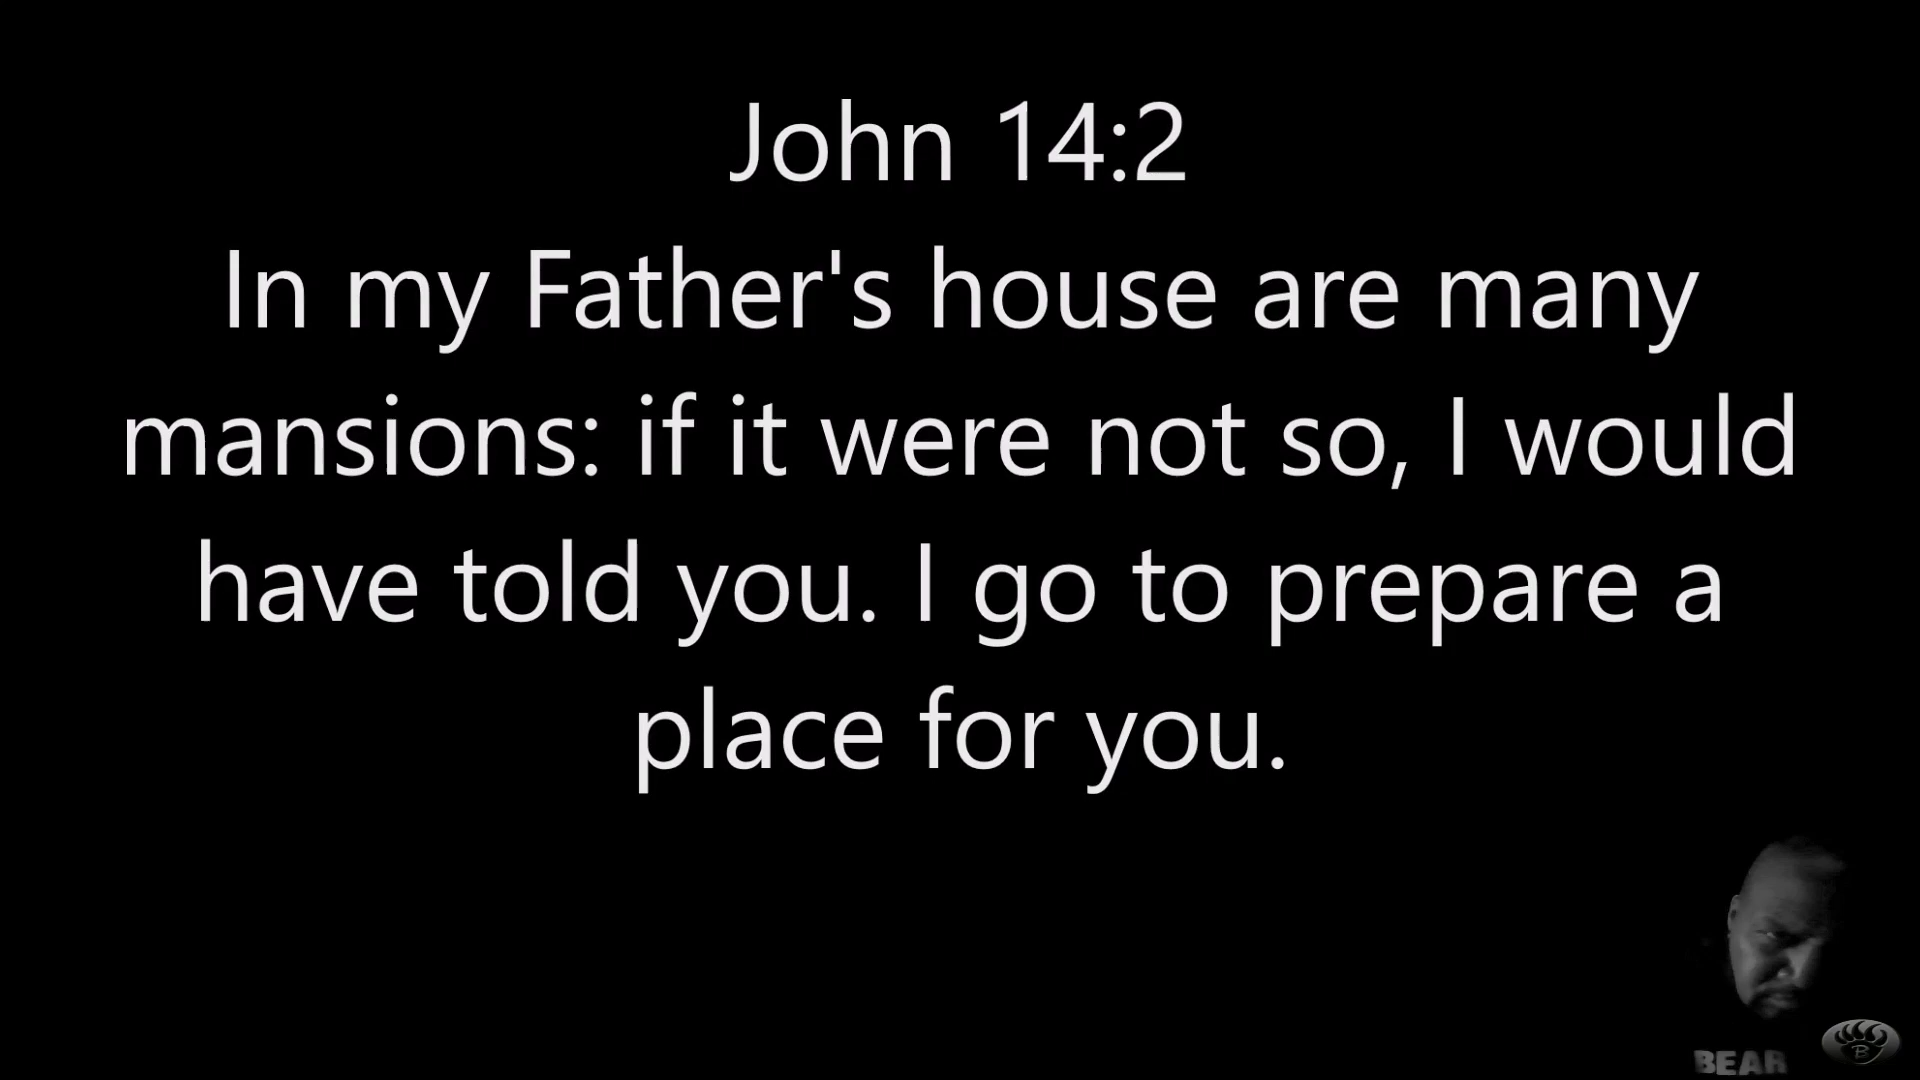 John 14:2
In my Father's house are many
mansions: if it were not so, I would
have told you. I go to prepare a
place for you.
BEAR
B